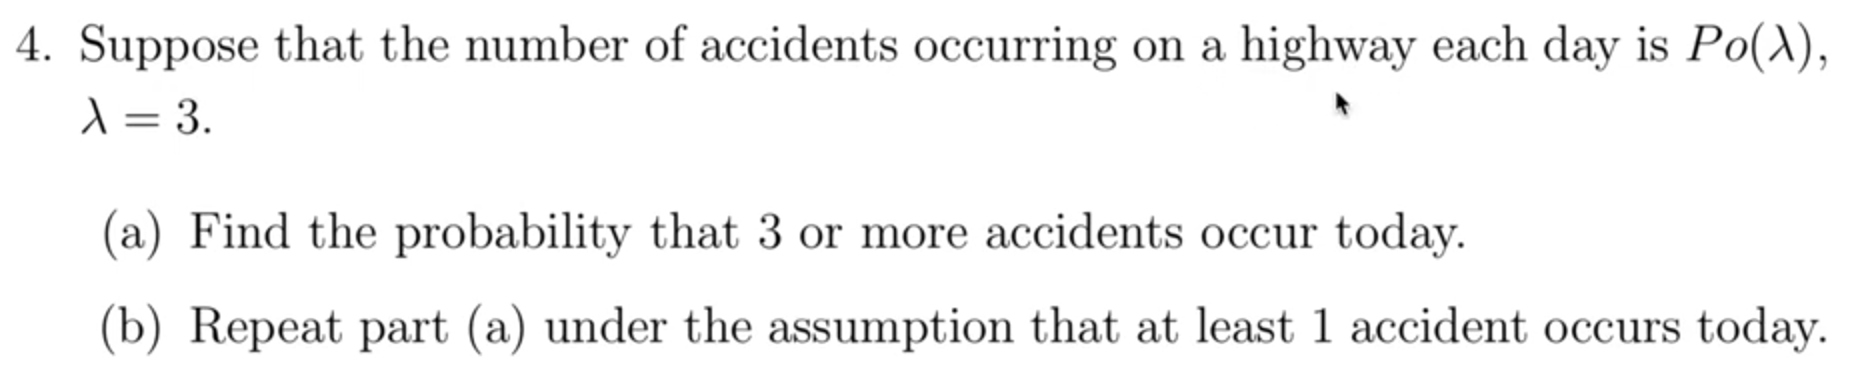 4. Suppose that the number of accidents occurring on a highway each day is Po(λ),
λ = 3.
(a) Find the probability that 3 or more accidents occur today.
(b) Repeat part (a) under the assumption that at least 1 accident occurs today.